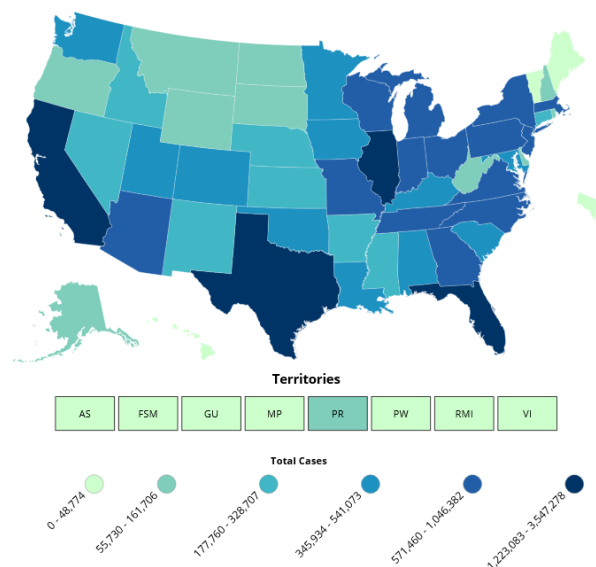 Territories
AS FSM GU MP PR PW RMI VI
Total Cases
0 - 48,774
55,730 - 161,706
177,760 - 328,707
345,934 - 541,073
571,460 - 1,046,382
1,223,083 - 3,547,278